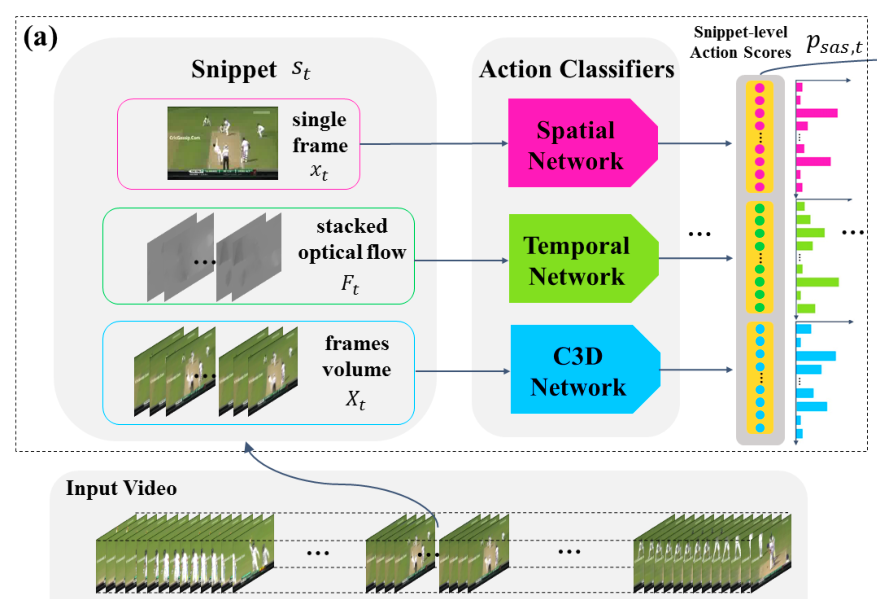 (a)
Snippet s_t
Action Classifiers
Snippet-level
Action Scores
p_{sas,t}
single
frame
x_t
Spatial
Network
stacked
optical flow
F_t
Temporal
Network
...
...
frames
volume
X_t
C3D
Network
Input Video
...
...